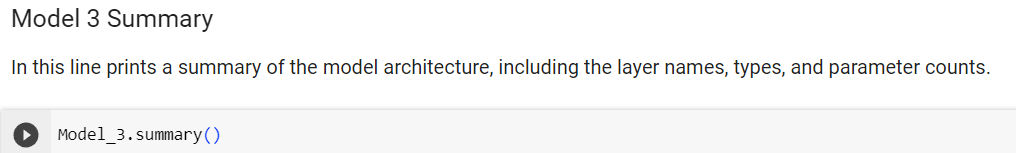 Model 3 Summary
In this line prints a summary of the model architecture, including the layer names, types, and parameter counts.
Model_3.summary()